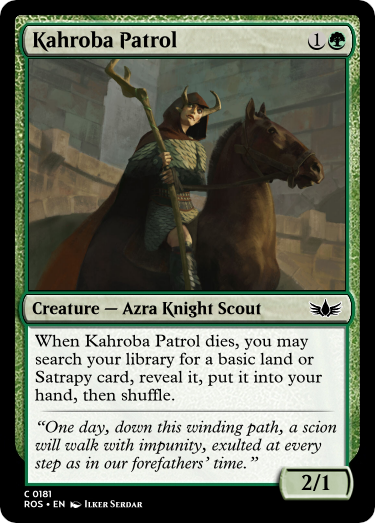 Kahroba Patrol 1
Creature — Azra Knight Scout
When Kahroba Patrol dies, you may
search your library for a basic land or
Satrapy card, reveal it, put it into your
hand, then shuffle.
“One day, down this winding path, a scion
will walk with impunity, exulted at every
step as in our forefathers’ time.”
2/1
C 0181
ROS • EN Ilker Serdar